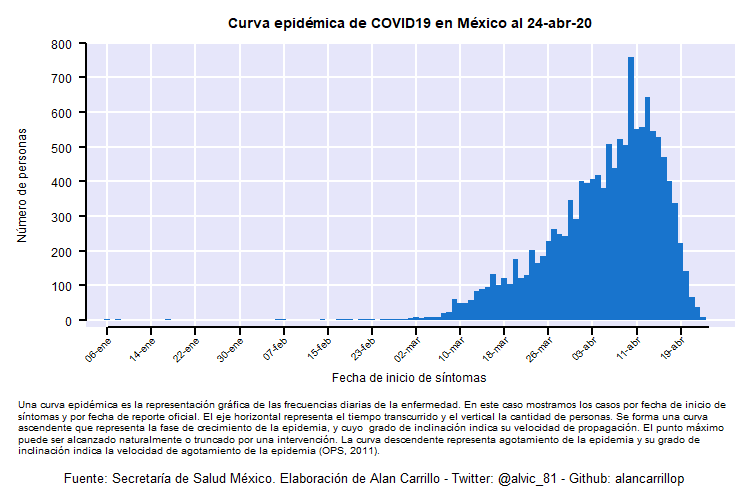 Curva epidémica de COVID19 en México al 24-abr-20
800
700
600
500
400
300
200
100
0
Número de personas
06-ene
14-ene
22-ene
30-ene
07-feb
15-feb
23-feb
02-mar
10-mar
18-mar
26-mar
03-abr
11-abr
19-abr
Fecha de inicio de síntomas
Una curva epidémica es la representación gráfica de las frecuencias diarias de la enfermedad. En este caso mostramos los casos por fecha de inicio de
síntomas y por fecha de reporte oficial. El eje horizontal representa el tiempo transcurrido y el vertical la cantidad de personas. Se forma una curva
ascendente que representa la fase de crecimiento de la epidemia, y cuyo  grado de inclinación indica su velocidad de propagación. El punto máximo
puede ser alcanzado naturalmente o truncado por una intervención. La curva descendente representa agotamiento de la epidemia y su grado de
inclinación indica la velocidad de agotamiento de la epidemia (OPS, 2011).
Fuente: Secretaría de Salud México. Elaboración de Alan Carrillo - Twitter: @alvic_81 - Github: alancarrillop